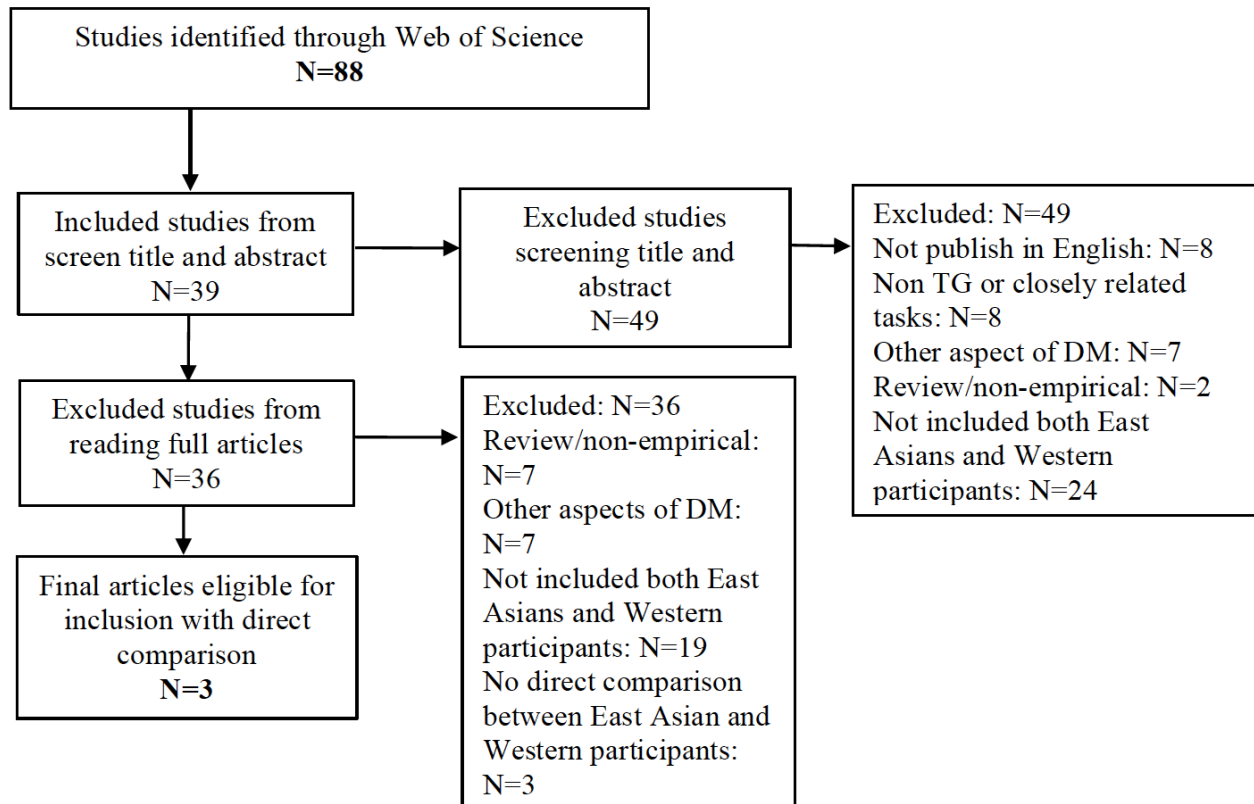 Studies identified through Web of Science
N=88
Included studies from
screen title and abstract
N=39
Excluded studies
screening title and
abstract
N=49
Excluded: N=49
Not publish in English: N=8
Non TG or closely related
tasks: N=8
Other aspect of DM: N=7
Review/non-empirical: N=2
Not included both East
Asians and Western
participants: N=24
Excluded studies from
reading full articles
N=36
Excluded: N=36
Review/non-empirical:
N=7
Other aspects of DM:
N=7
Not included both East
Asians and Western
participants: N=19
No direct comparison
between East Asian and
Western participants:
N=3
Final articles eligible for
inclusion with direct
comparison
N=3